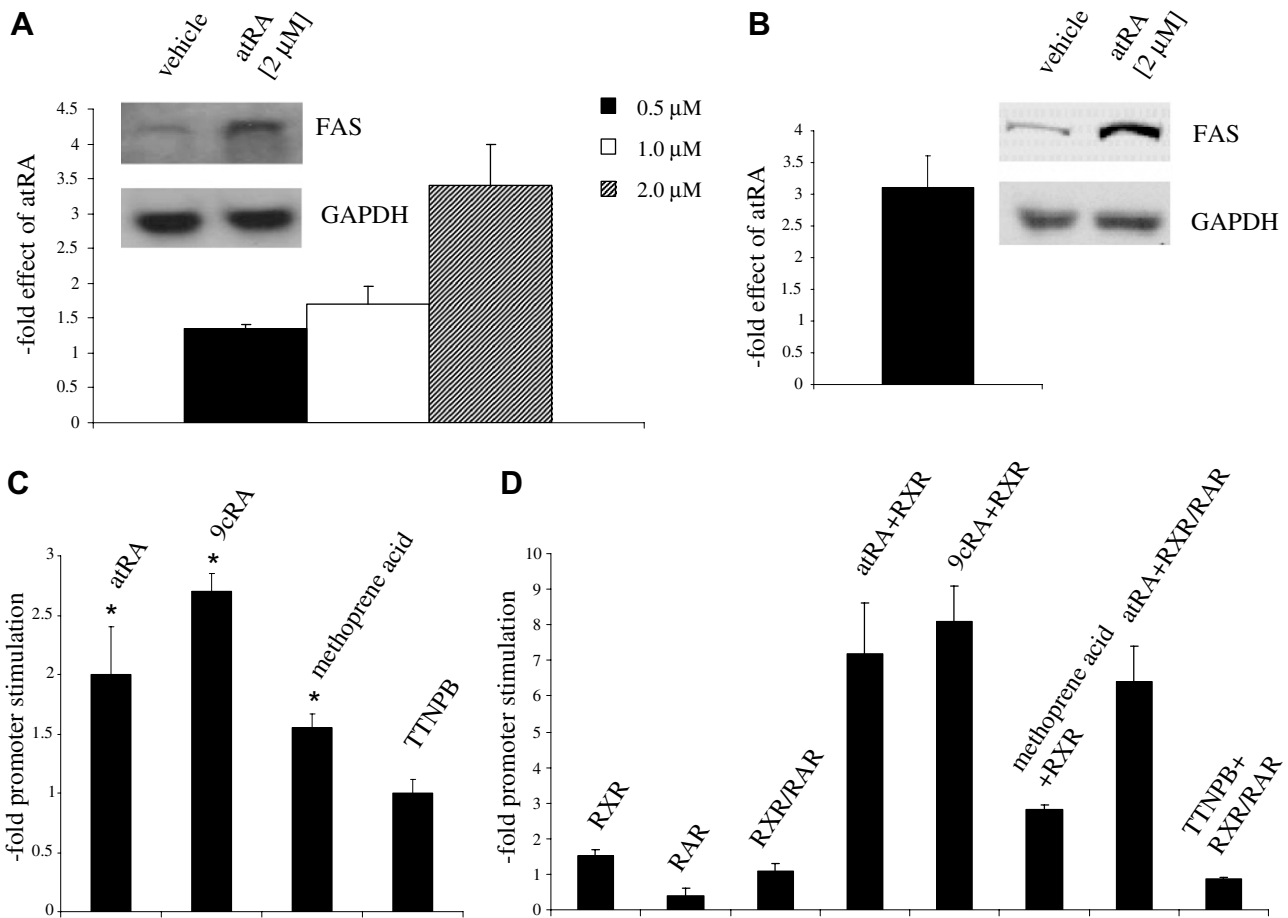 A
vehicle
atRA
[2 µM]
FAS
GAPDH
-fold effect of atRA
4.5
4
3.5
3
2.5
2
1.5
1
0.5
0
0.5 µM
1.0 µM
2.0 µM
B
vehicle
atRA
[2 µM]
FAS
GAPDH
-fold effect of atRA
4
3.5
3
2.5
2
1.5
1
0.5
0
C
-fold promoter stimulation
3
2.5
2
1.5
1
0.5
0
* atRA
* 9cRA
* methoprene acid
TTNPB
D
-fold promoter stimulation
10
9
8
7
6
5
4
3
2
1
0
RXR
RAR
RXR/RAR
atRA+RXR
9cRA+RXR
methoprene acid
+RXR
atRA+RXR/RAR
TTNPB+
RXR/RAR